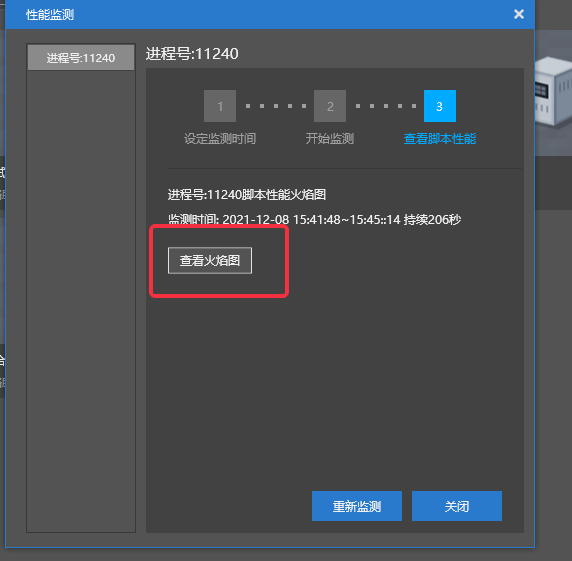 性能监测
进程号:11240
进程号:11240
1
2
3
设定监测时间
开始监测
查看脚本性能
进程号:11240脚本性能火焰图
监测时间: 2021-12-08 15:41:48~15:45::14 持续206秒
查看火焰图
重新监测
关闭